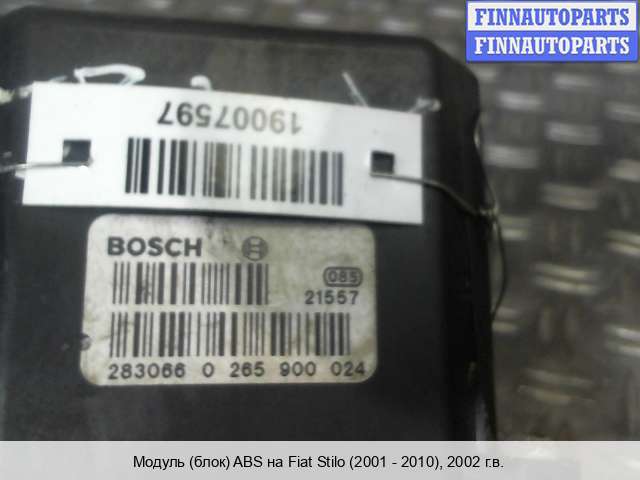 FINNAUTOPARTS
FINNAUTOPARTS
19007597
BOSCH
085
21557
283066 0 265 900 024
Модуль (блок) ABS на Fiat Stilo (2001 - 2010), 2002 г.в.